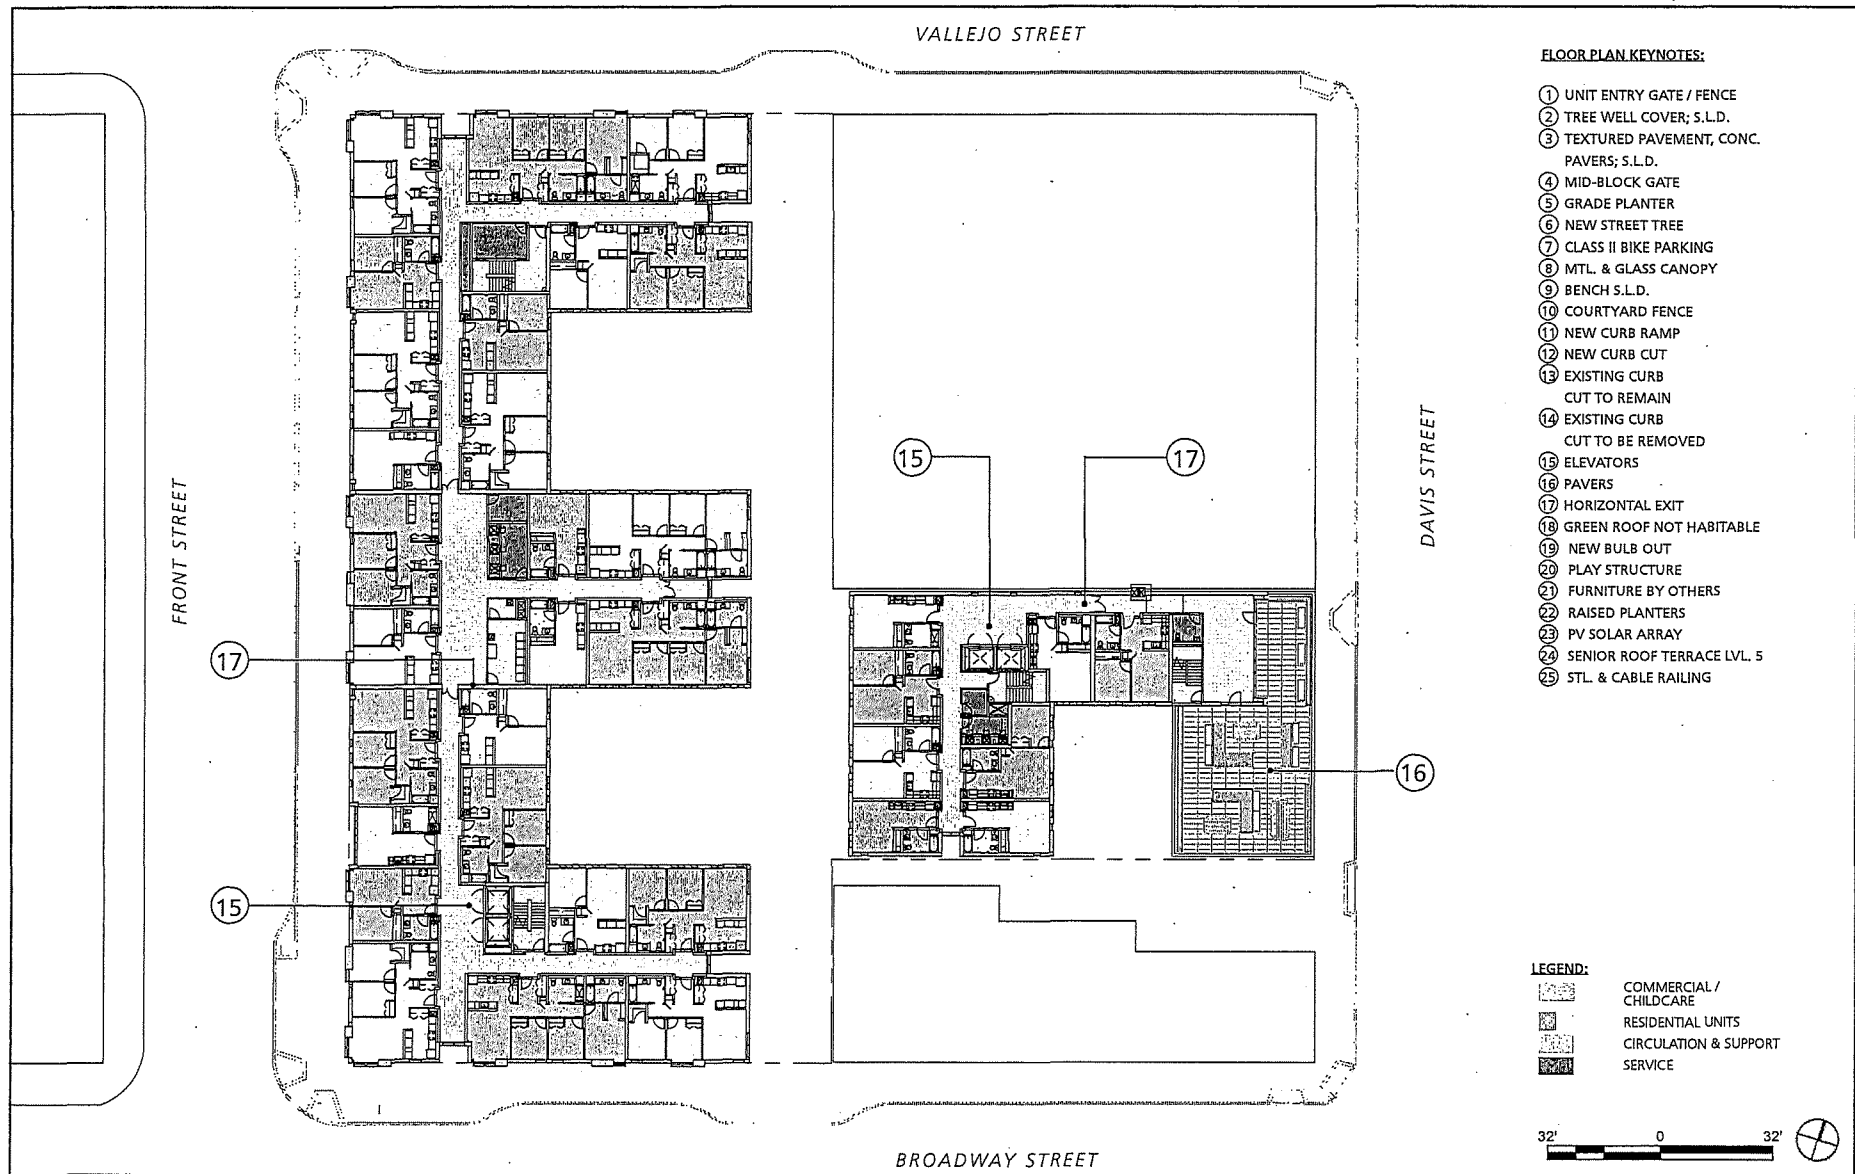 VALLEJO STREET
FLOOR PLAN KEYNOTES:
1 UNIT ENTRY GATE / FENCE
2 TREE WELL COVER; S.L.D.
3 TEXTURED PAVEMENT, CONC.
PAVERS; S.L.D.
4 MID-BLOCK GATE
5 GRADE PLANTER
6 NEW STREET TREE
7 CLASS II BIKE PARKING
8 MTL. & GLASS CANOPY
9 BENCH S.L.D.
10 COURTYARD FENCE
11 NEW CURB RAMP
12 NEW CURB CUT
13 EXISTING CURB
CUT TO REMAIN
14 EXISTING CURB
CUT TO BE REMOVED
15 ELEVATORS
16 PAVERS
17 HORIZONTAL EXIT
18 GREEN ROOF NOT HABITABLE
19 NEW BULB OUT
20 PLAY STRUCTURE
21 FURNITURE BY OTHERS
22 RAISED PLANTERS
23 PV SOLAR ARRAY
24 SENIOR ROOF TERRACE LVL. 5
25 STL. & CABLE RAILING
15
17
DAVIS STREET
FRONT STREET
17
16
15
LEGEND:
COMMERCIAL /
CHILDCARE
RESIDENTIAL UNITS
CIRCULATION & SUPPORT
SERVICE
32' 0 32'
BROADWAY STREET